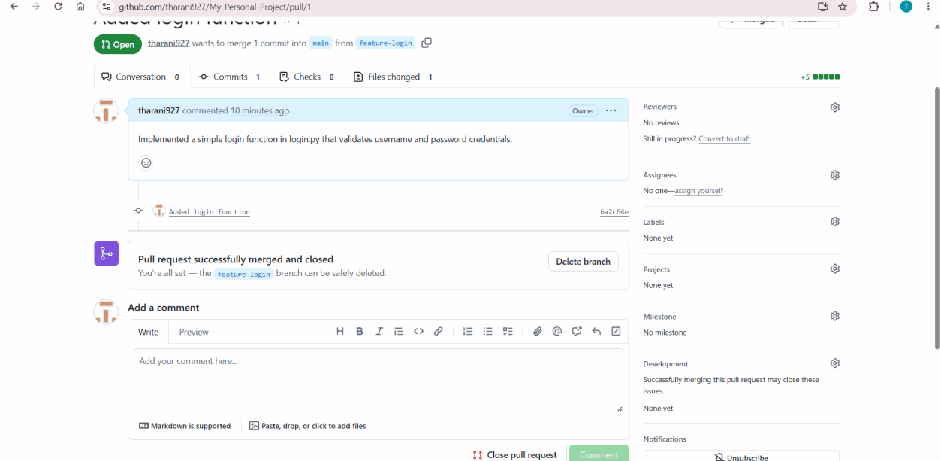 github.com/tharani927/My-Personal-Project/pull/1
Added login function
Open tharani927 wants to merge 1 commit into main from feature-login
Conversation 0 Commits 1 Checks 0 Files changed 1 +5
tharani927 commented 10 minutes ago Owner
Implemented a simple login function in login.py that validates username and password credentials.
Added login function
Pull request successfully merged and closed
You're all set — the feature-login branch can be safely deleted.
Delete branch
Add a comment
Write Preview
Add your comment here...
Markdown is supported Paste, drop, or click to add files
Close pull request Comment
Reviewers
No reviews
Still in progress? Convert to draft
Assignees
No one—assign yourself
Labels
None yet
Projects
None yet
Milestone
No milestone
Development
Successfully merging this pull request may close these
issues.
None yet
Notifications
Unsubscribe